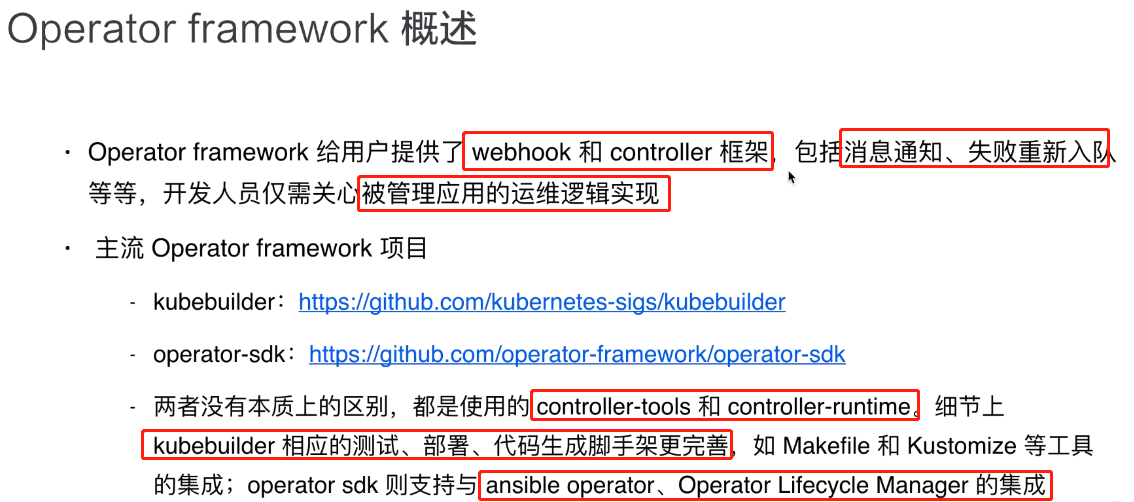 Operator framework 概述
• Operator framework 给用户提供了 webhook 和 controller 框架，包括消息通知、失败重新入队
等等，开发人员仅需关心被管理应用的运维逻辑实现
• 主流 Operator framework 项目
- kubebuilder：https://github.com/kubernetes-sigs/kubebuilder
- operator-sdk：https://github.com/operator-framework/operator-sdk
- 两者没有本质上的区别，都是使用的 controller-tools 和 controller-runtime。细节上
kubebuilder 相应的测试、部署、代码生成脚手架更完善，如 Makefile 和 Kustomize 等工具
的集成；operator sdk 则支持与 ansible operator、Operator Lifecycle Manager 的集成